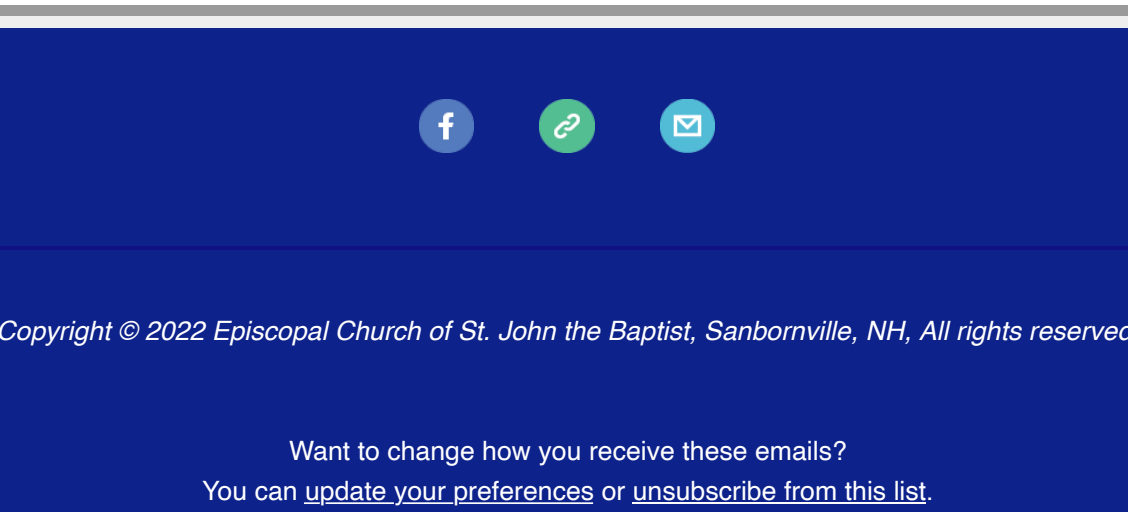 Copyright © 2022 Episcopal Church of St. John the Baptist, Sanbornville, NH, All rights reserved
Want to change how you receive these emails?
You can update your preferences or unsubscribe from this list.